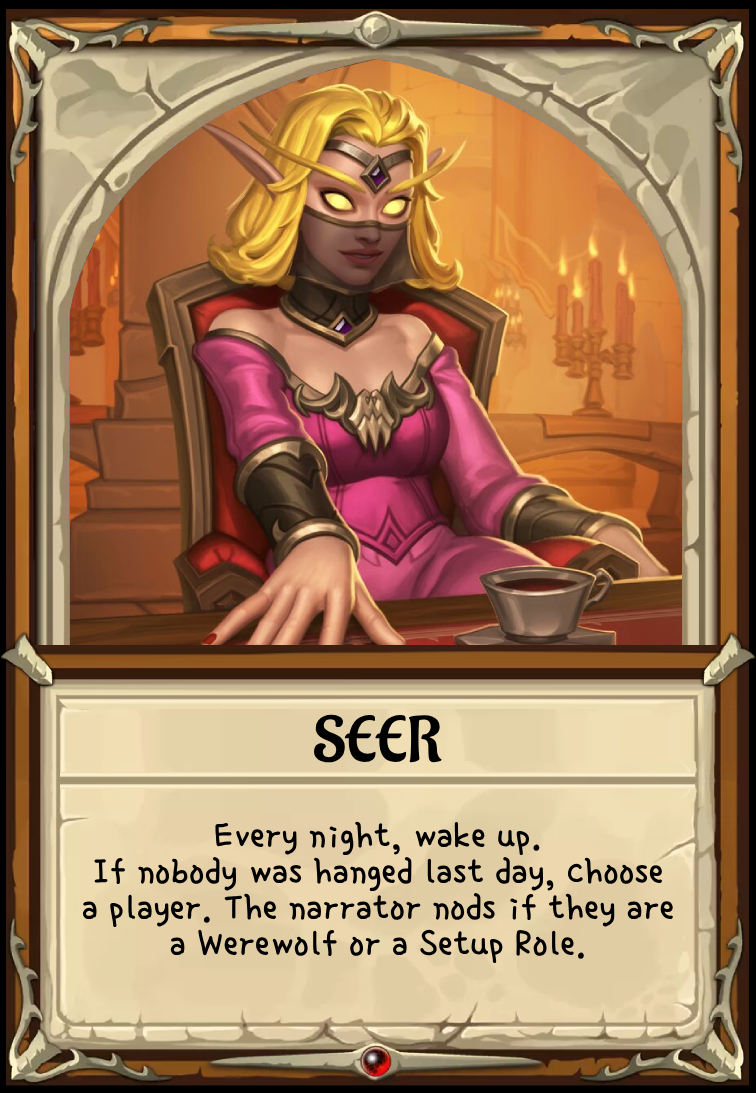 SEER
Every night, wake up.
If nobody was hanged last day, choose
a player. The narrator nods if they are
a Werewolf or a Setup Role.